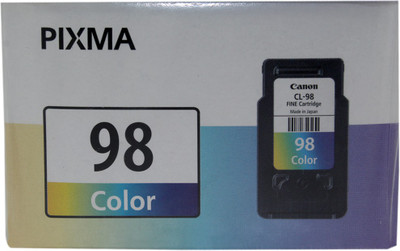 PIXMA
98
Color
Canon
CL-98
FINE Cartridge
Made in Japan
98
Color